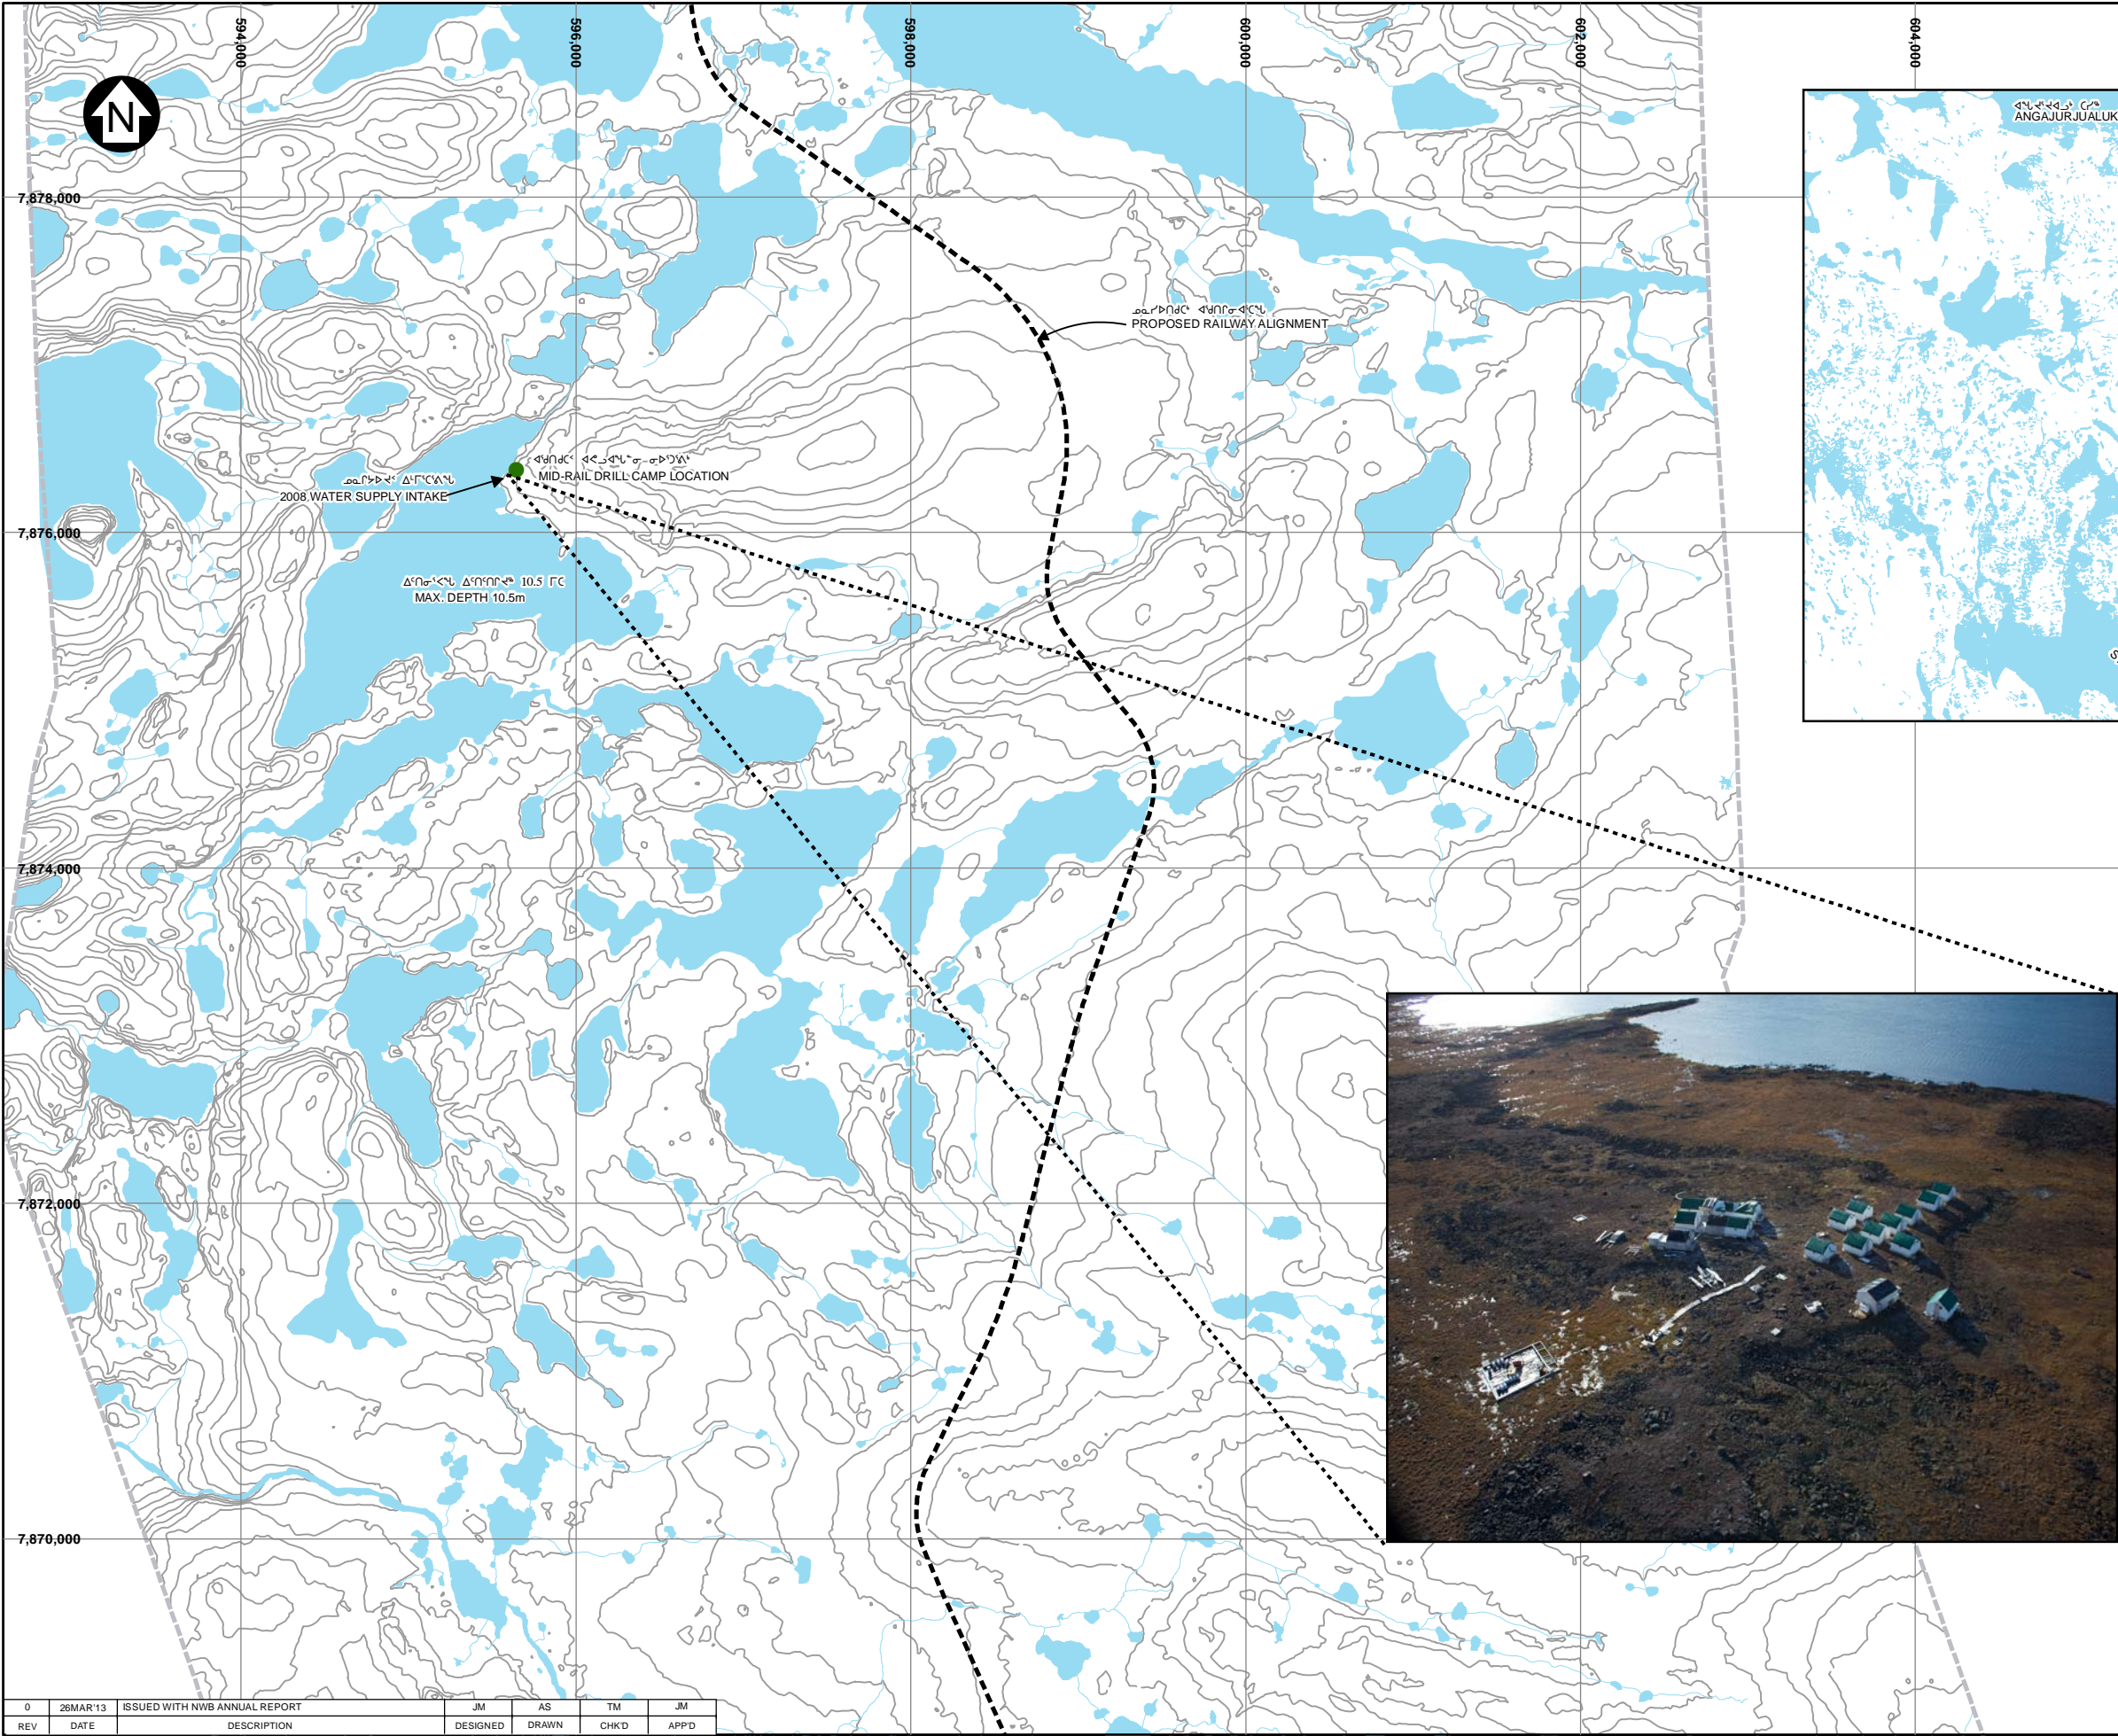 594,000
596,000
598,000
600,000
602,000
604,000
N
ANGAJURJUALUK
7,878,000
PROPOSED RAILWAY ALIGNMENT
MID-RAIL DRILL CAMP LOCATION
2008 WATER SUPPLY INTAKE
7,876,000
10.5 ᒥᑕ
MAX. DEPTH 10.5m
7,874,000
7,872,000
7,870,000
0 26MAR'13 ISSUED WITH NWB ANNUAL REPORT JM AS TM JM
REV DATE DESCRIPTION DESIGNED DRAWN CHK'D APP'D